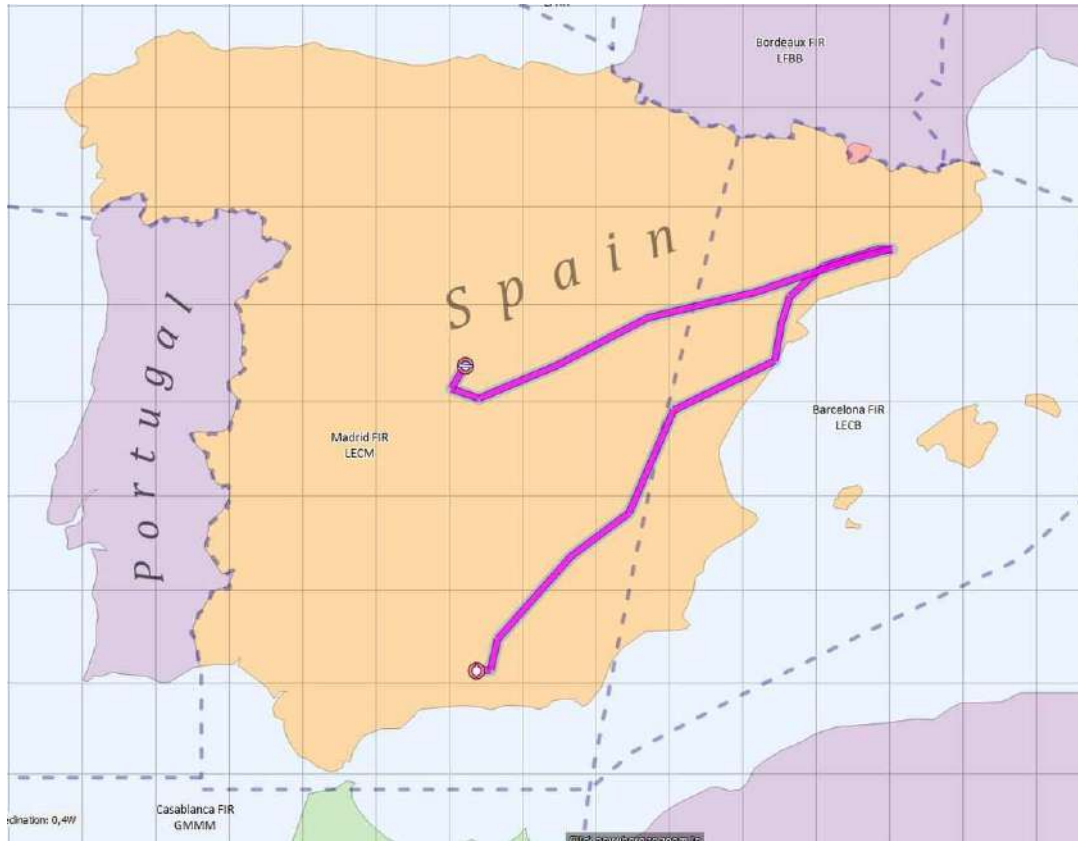 Bordeaux FIR
LFBB
Spain
Portugal
Madrid FIR
LECM
Barcelona FIR
LECB
Casablanca FIR
GMMM
clination: 0,4W